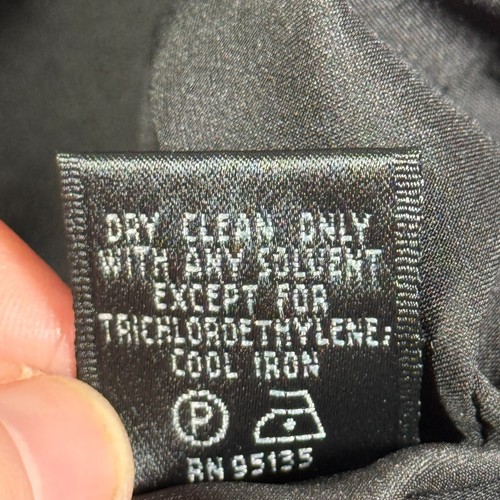 DRY CLEAN ONLY
WITH ANY SOLVENT
EXCEPT FOR
TRICHLOROETHYLENE;
COOL IRON
P
RN 95135